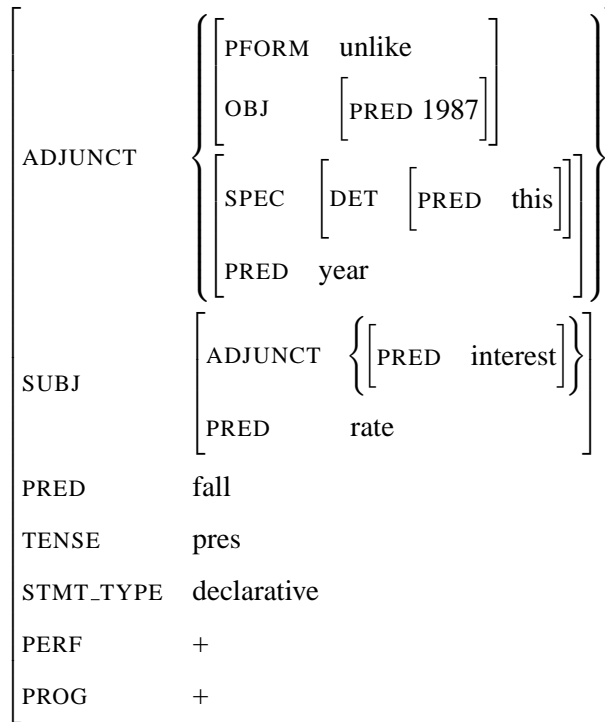 PFORM unlike
OBJ PRED 1987
ADJUNCT
SPEC DET PRED this
PRED year
ADJUNCT PRED interest
SUBJ
PRED rate
PRED fall
TENSE pres
STMT_TYPE declarative
PERF +
PROG +